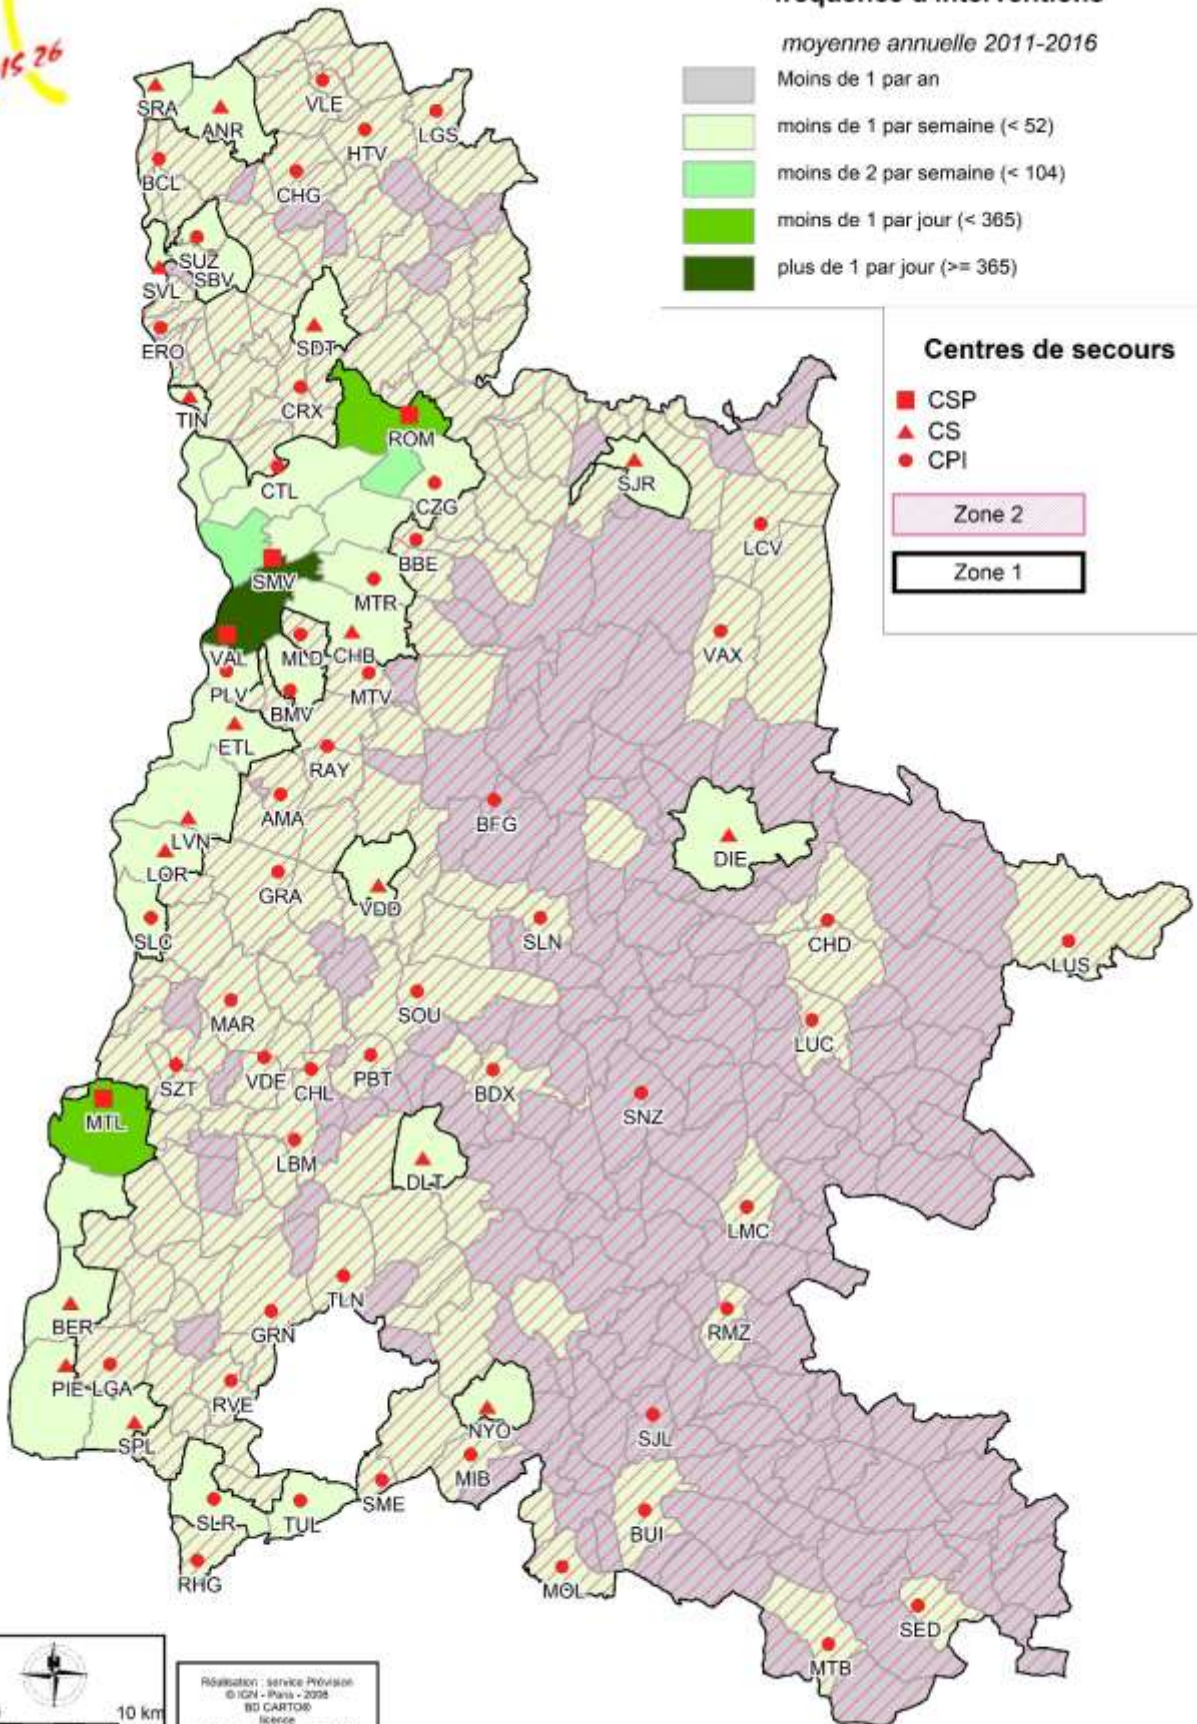 fréquence d'interventions
moyenne annuelle 2011-2016
IS 26
Moins de 1 par an
moins de 1 par semaine (< 52)
moins de 2 par semaine (< 104)
moins de 1 par jour (< 365)
plus de 1 par jour (>= 365)
Centres de secours
CSP
CS
CPI
Zone 2
Zone 1
SRA
ANR
VLE
HTV
LGS
BCL
CHG
SUZ
SBV
SVL
ERO
SDT
TIN
CRX
ROM
CTL
CZG
SJR
LCV
BBE
SMV
MTR
VAL
MLD
CHB
VAX
PLV
BMV
MTV
ETL
RAY
AMA
BFG
LVN
DIE
LOR
GRA
VDD
SLC
SLN
CHD
LUS
MAR
SOU
LUC
SZT
VDE
CHL
PBT
BDX
SNZ
MTL
LBM
DLT
LMC
TLN
BER
GRN
RMZ
PIE
LGA
RVE
SPL
NYO
SJL
MIB
SLR
TUL
SME
BUI
RHG
MOL
SED
MTB
N
10 km
Réalisation : service Prévision
© IGN - Paris - 2008
BD CARTO®
licence